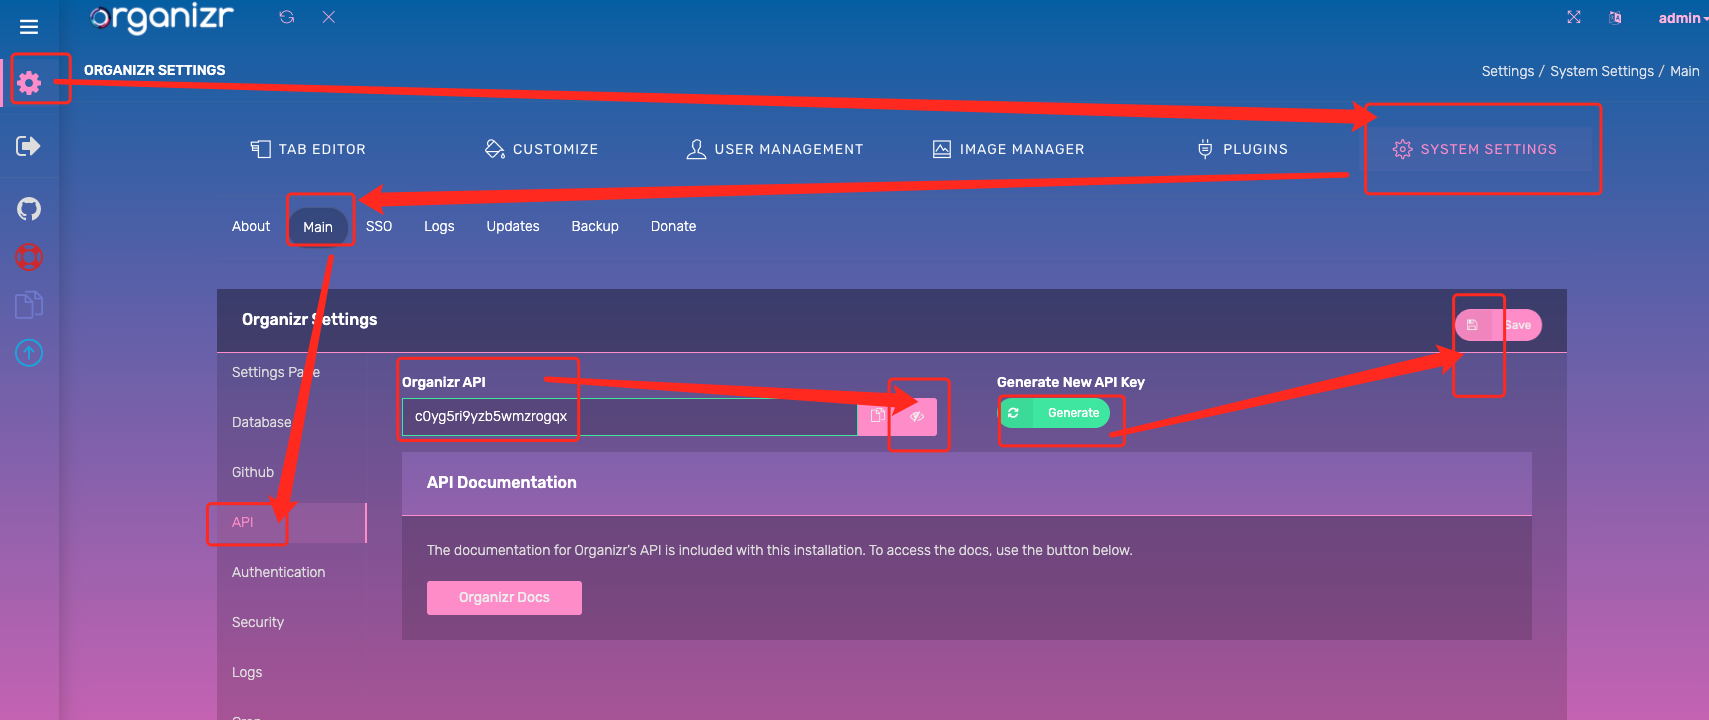 Organizr
admin
ORGANIZR SETTINGS
Settings / System Settings / Main
TAB EDITOR
CUSTOMIZE
USER MANAGEMENT
IMAGE MANAGER
PLUGINS
SYSTEM SETTINGS
About
Main
SSO
Logs
Updates
Backup
Donate
Organizr Settings
Save
Settings Page
Database
Github
API
Authentication
Security
Logs
Organizr API
c0yg5ri9yzb5wmzrogqx
Generate New API Key
Generate
API Documentation
The documentation for Organizr's API is included with this installation. To access the docs, use the button below.
Organizr Docs